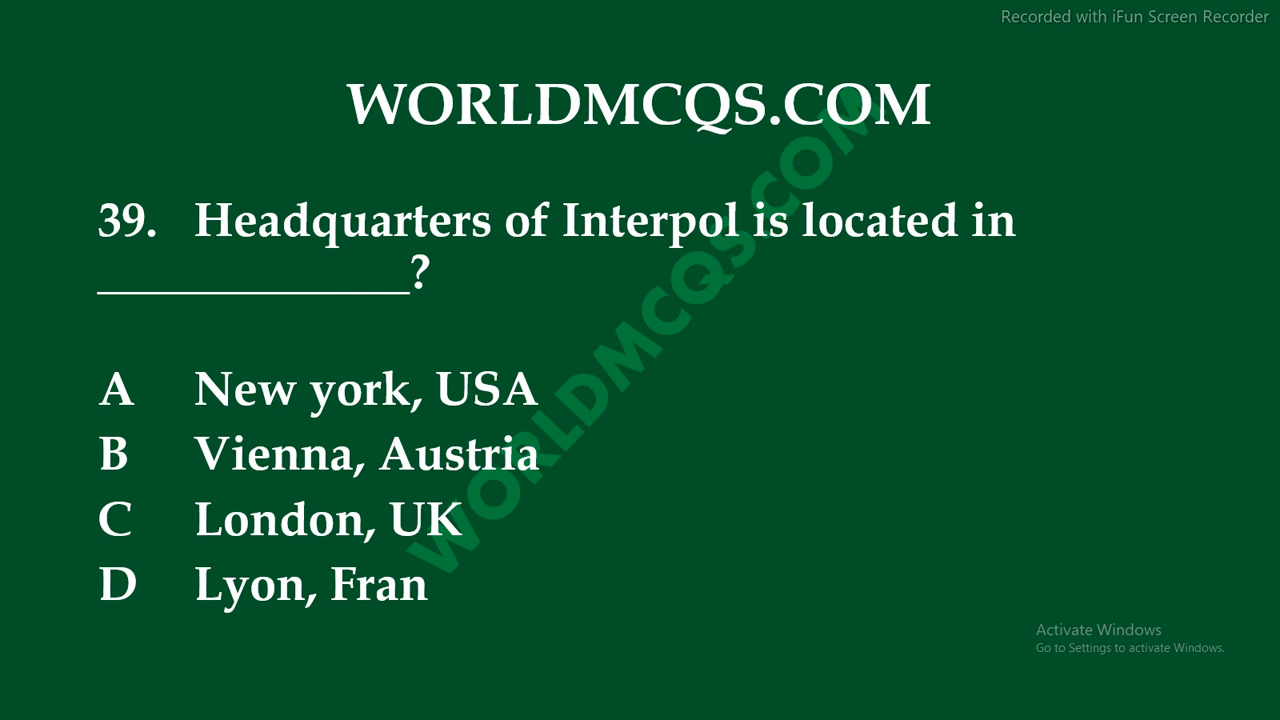 Recorded with iFun Screen Recorder
WORLDMCQS.COM
39. Headquarters of Interpol is located in
_____________?
A New york, USA
B Vienna, Austria
C London, UK
D Lyon, Fran
WORLDMCQS.COM
Activate Windows
Go to Settings to activate Windows.